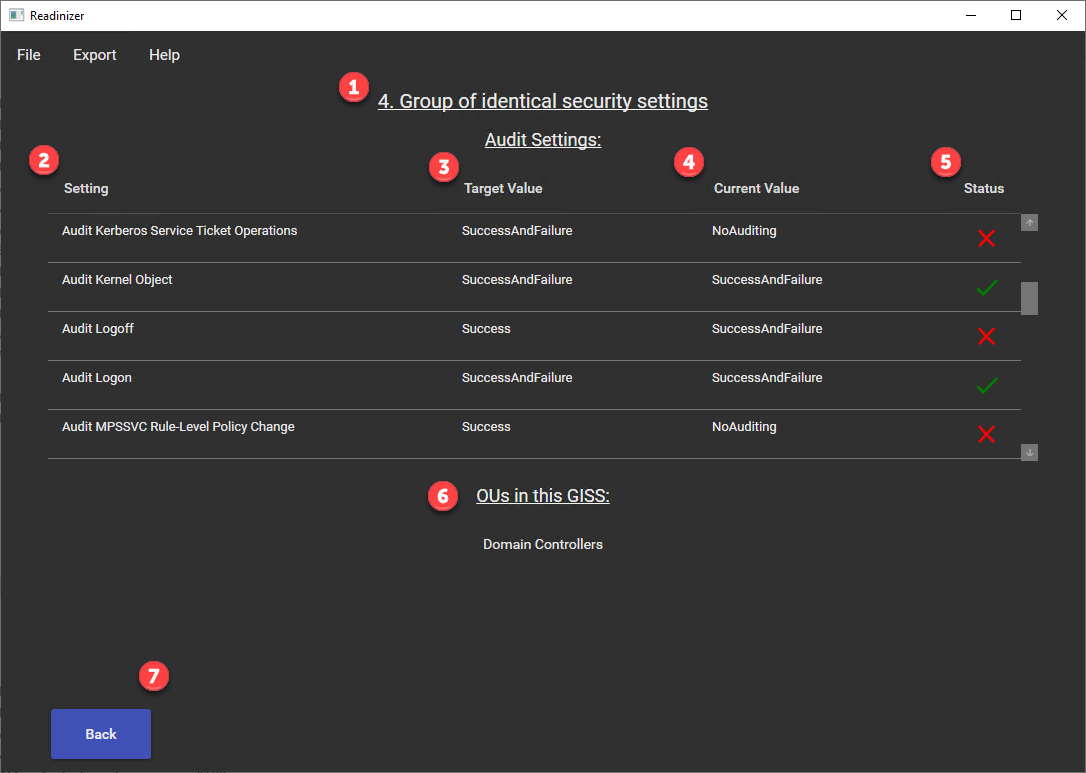 Readinizer
File Export Help
1
4. Group of identical security settings
Audit Settings:
2 3 4 5
Setting Target Value Current Value Status
Audit Kerberos Service Ticket Operations SuccessAndFailure NoAuditing
Audit Kernel Object SuccessAndFailure SuccessAndFailure
Audit Logoff Success SuccessAndFailure
Audit Logon SuccessAndFailure SuccessAndFailure
Audit MPSSVC Rule-Level Policy Change Success NoAuditing
6 OUs in this GISS:
Domain Controllers
7
Back